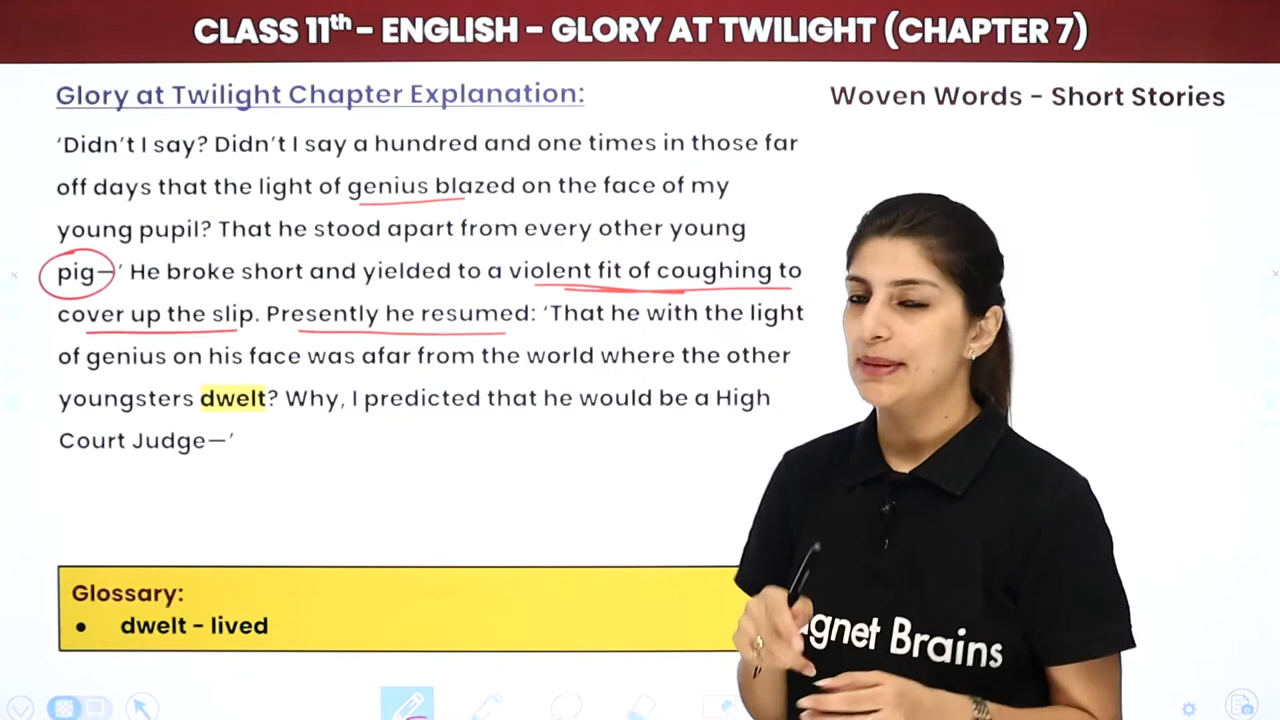 CLASS 11th - ENGLISH - GLORY AT TWILIGHT (CHAPTER 7)
Glory at Twilight Chapter Explanation:
Woven Words - Short Stories
‘Didn’t I say? Didn’t I say a hundred and one times in those far
off days that the light of genius blazed on the face of my
young pupil? That he stood apart from every other young
pig—’ He broke short and yielded to a violent fit of coughing to
cover up the slip. Presently he resumed: ‘That he with the light
of genius on his face was afar from the world where the other
youngsters dwelt? Why, I predicted that he would be a High
Court Judge—’
Glossary:
● dwelt - lived
gnet Brains